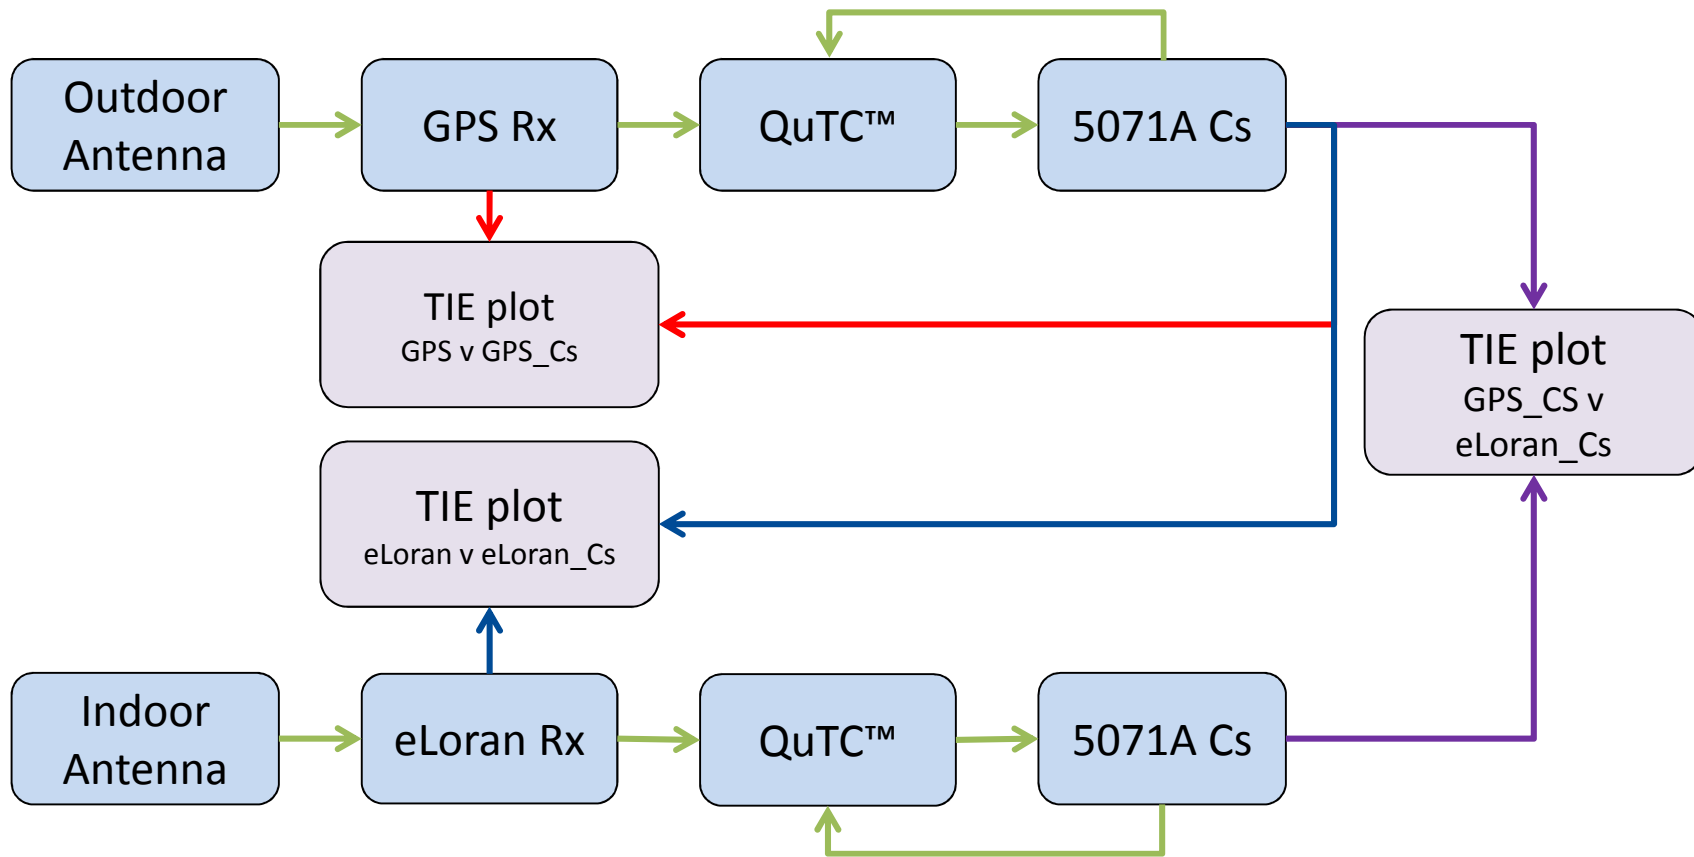 Outdoor
Antenna
GPS Rx
QuTC™
5071A Cs
TIE plot
GPS v GPS_Cs
TIE plot
GPS_CS v
eLoran_Cs
TIE plot
eLoran v eLoran_Cs
Indoor
Antenna
eLoran Rx
QuTC™
5071A Cs